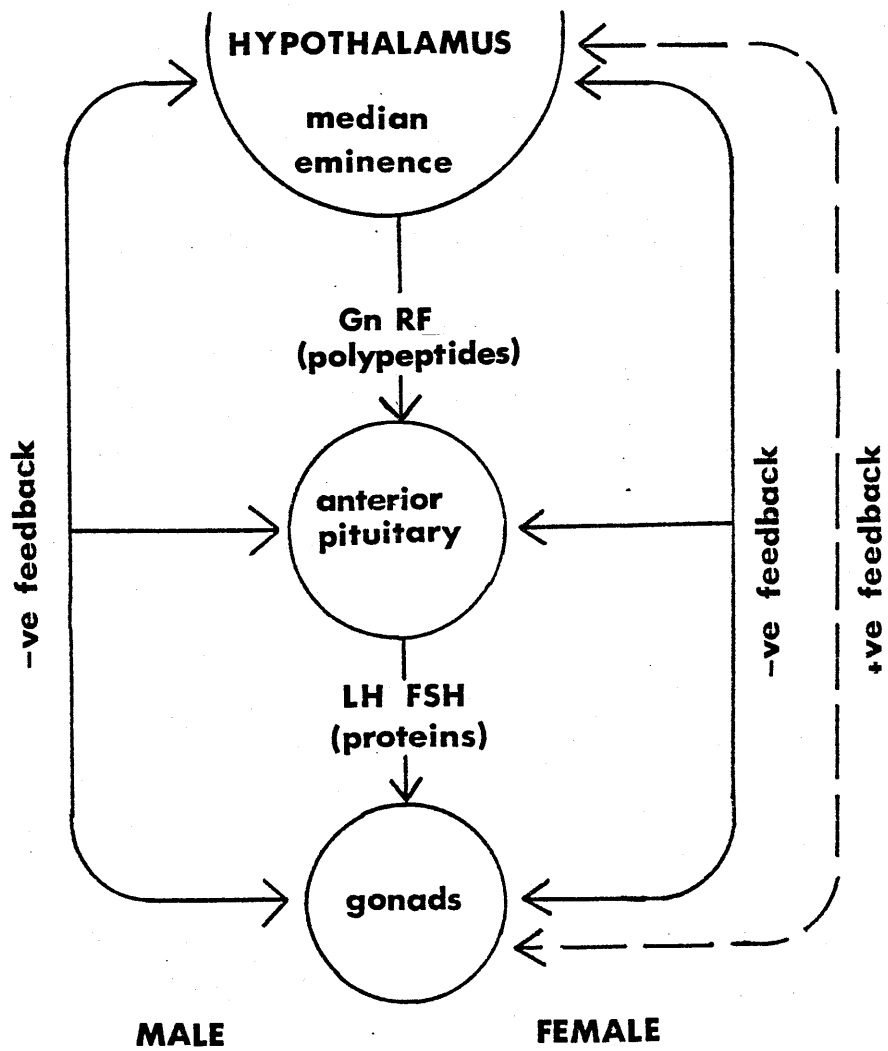 HYPOTHALAMUS
median
eminence
Gn RF
(polypeptides)
-ve feedback
anterior
pituitary
-ve feedback
+ve feedback
LH FSH
(proteins)
gonads
MALE
FEMALE